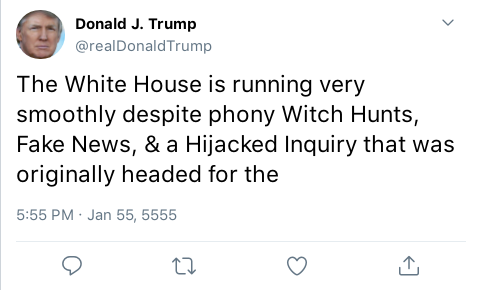 Donald J. Trump
@realDonaldTrump
The White House is running very
smoothly despite phony Witch Hunts,
Fake News, & a Hijacked Inquiry that was
originally headed for the
5:55 PM · Jan 55, 5555